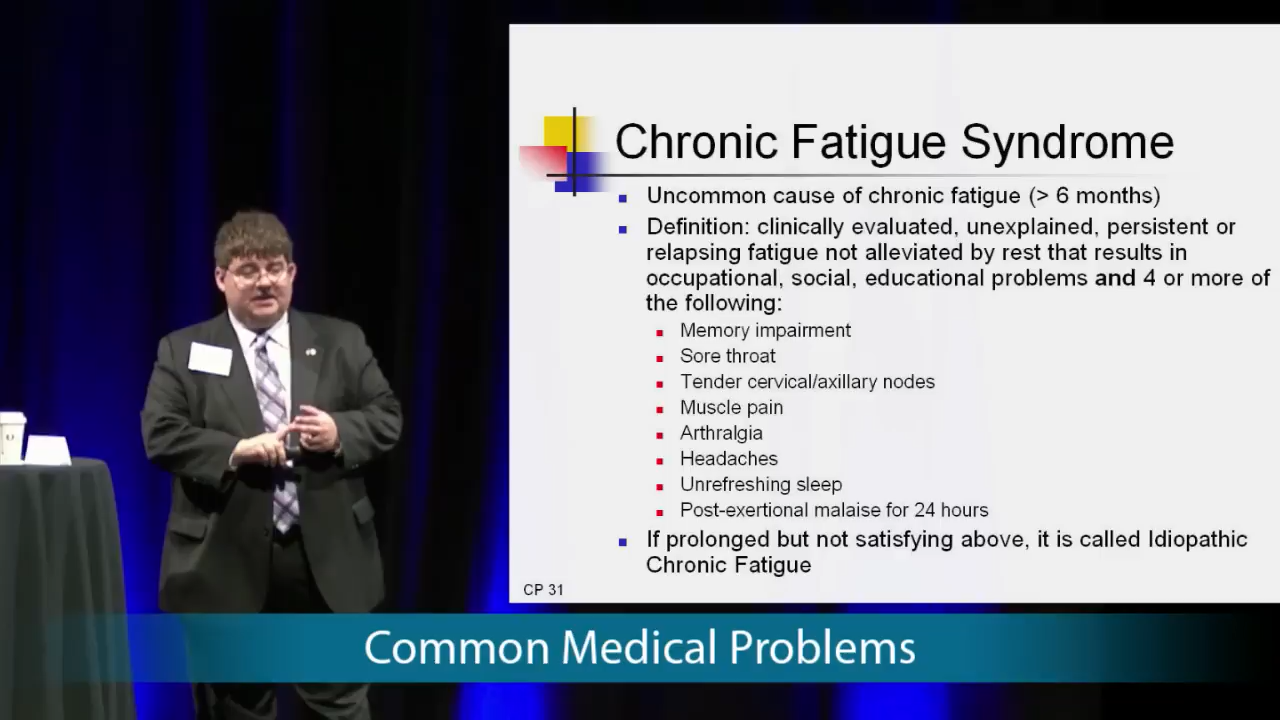 Chronic Fatigue Syndrome
Uncommon cause of chronic fatigue (> 6 months)
Definition: clinically evaluated, unexplained, persistent or
relapsing fatigue not alleviated by rest that results in
occupational, social, educational problems and 4 or more of
the following:
Memory impairment
Sore throat
Tender cervical/axillary nodes
Muscle pain
Arthralgia
Headaches
Unrefreshing sleep
Post-exertional malaise for 24 hours
If prolonged but not satisfying above, it is called Idiopathic
Chronic Fatigue
CP 31
Common Medical Problems